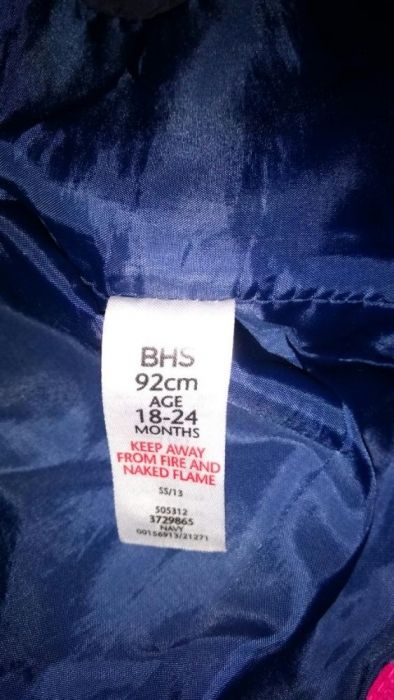 BHS
92cm
AGE
18-24
MONTHS
KEEP AWAY
FROM FIRE AND
NAKED FLAME
SS/13
505312
3729865
NAVY
00156913/21271